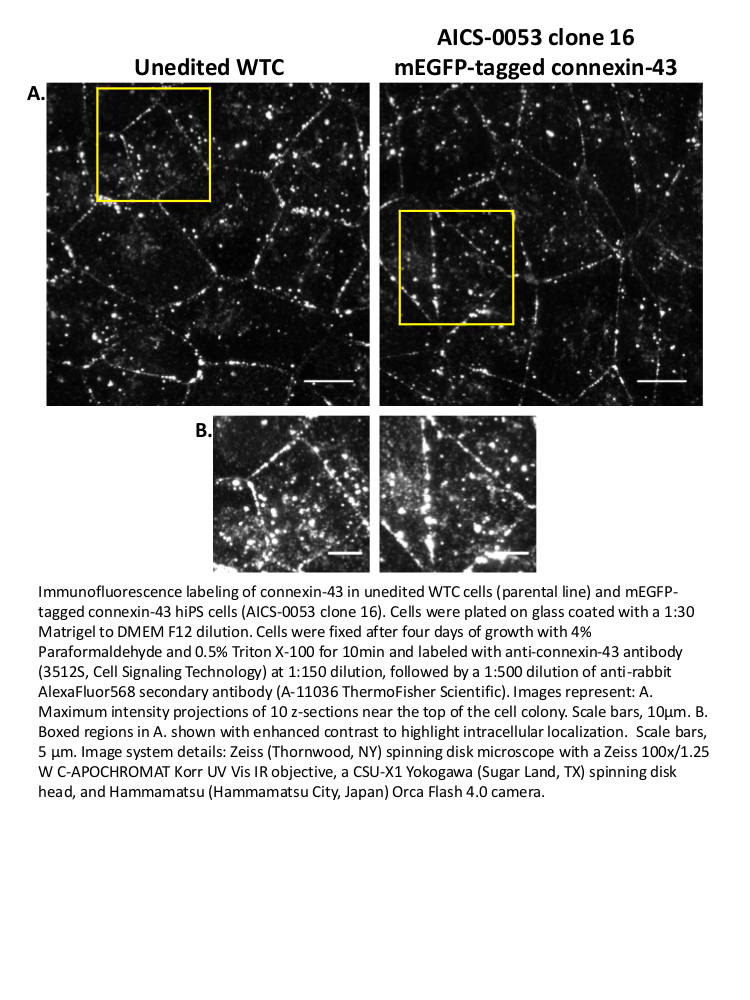 Unedited WTC
AICS-0053 clone 16
mEGFP-tagged connexin-43
A.
B.
Immunofluorescence labeling of connexin-43 in unedited WTC cells (parental line) and mEGFP-
tagged connexin-43 hiPS cells (AICS-0053 clone 16). Cells were plated on glass coated with a 1:30
Matrigel to DMEM F12 dilution. Cells were fixed after four days of growth with 4%
Paraformaldehyde and 0.5% Triton X-100 for 10min and labeled with anti-connexin-43 antibody
(3512S, Cell Signaling Technology) at 1:150 dilution, followed by a 1:500 dilution of anti-rabbit
AlexaFluor568 secondary antibody (A-11036 ThermoFisher Scientific). Images represent: A.
Maximum intensity projections of 10 z-sections near the top of the cell colony. Scale bars, 10µm. B.
Boxed regions in A. shown with enhanced contrast to highlight intracellular localization.  Scale bars,
5 µm. Image system details: Zeiss (Thornwood, NY) spinning disk microscope with a Zeiss 100x/1.25
W C-APOCHROMAT Korr UV Vis IR objective, a CSU-X1 Yokogawa (Sugar Land, TX) spinning disk
head, and Hammamatsu (Hammamatsu City, Japan) Orca Flash 4.0 camera.